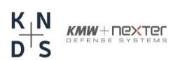 K N
D S
KMW + nexter
DEFENSE SYSTEMS